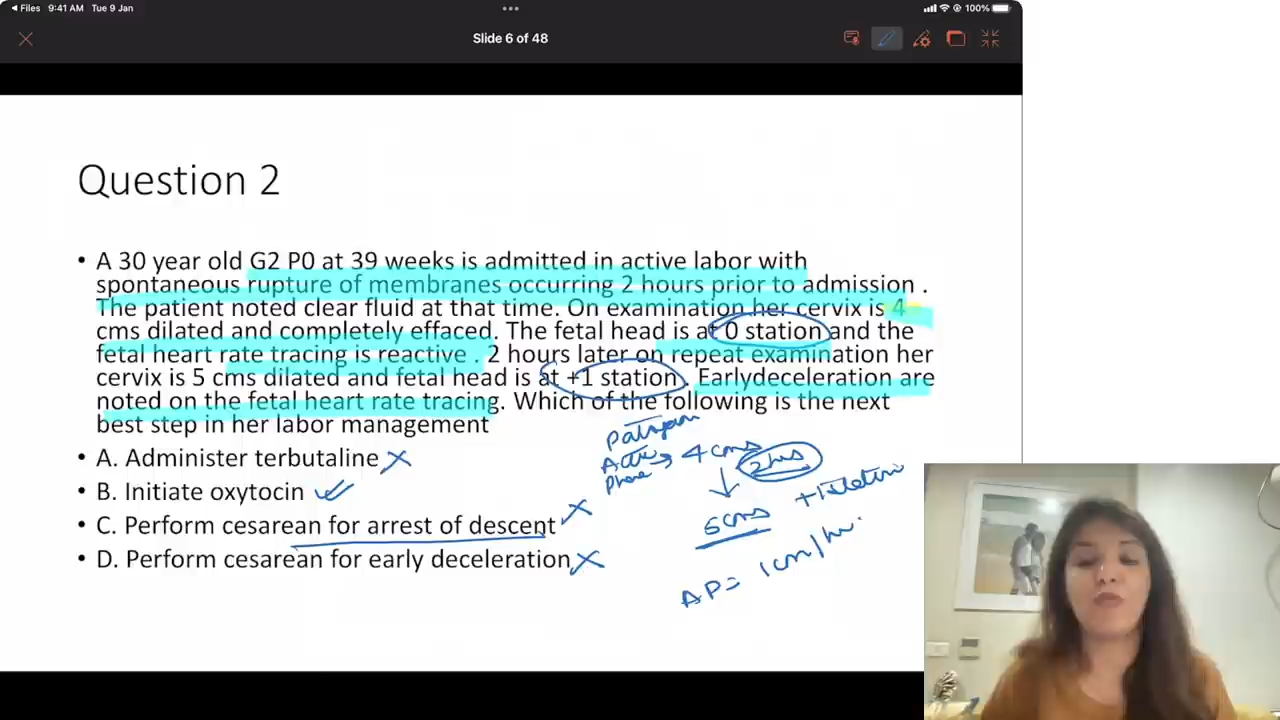 Files 9:41 AM Tue 9 Jan 100%
Slide 6 of 48
Question 2
• A 30 year old G2 P0 at 39 weeks is admitted in active labor with
spontaneous rupture of membranes occurring 2 hours prior to admission .
The patient noted clear fluid at that time. On examination her cervix is 4
cms dilated and completely effaced. The fetal head is at 0 station and the
fetal heart rate tracing is reactive . 2 hours later on repeat examination her
cervix is 5 cms dilated and fetal head is at +1 station. Earlydeceleration are
noted on the fetal heart rate tracing. Which of the following is the next
best step in her labor management
• A. Administer terbutaline
• B. Initiate oxytocin
• C. Perform cesarean for arrest of descent
• D. Perform cesarean for early deceleration
Active → 4 cms 2 hrs
Phase
5 cms
AP = 1 cm/hr